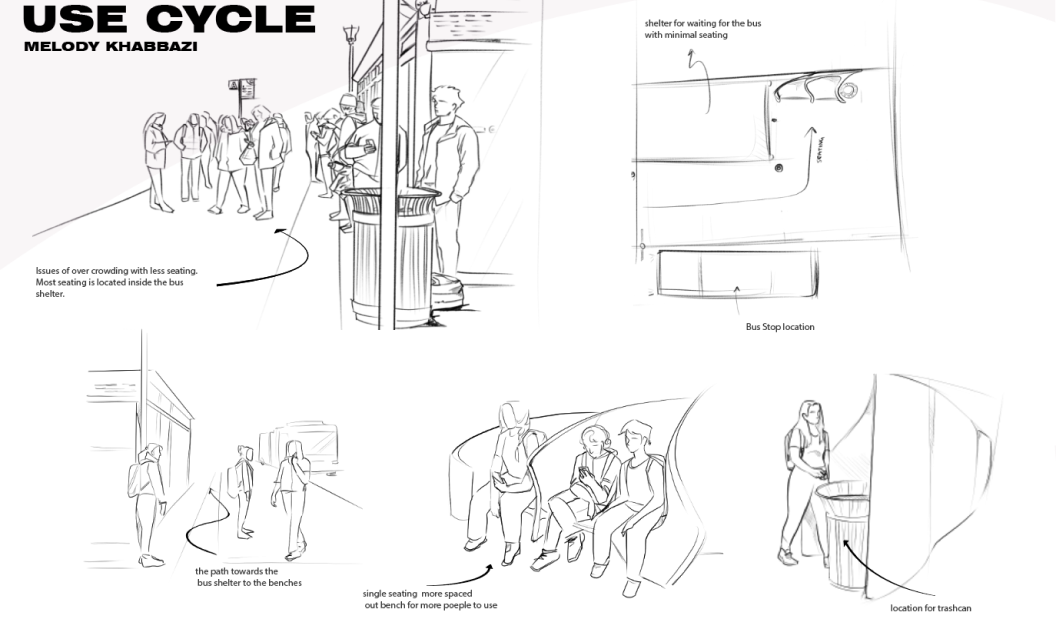 USE CYCLE
MELODY KHABBAZI
shelter for waiting for the bus
with minimal seating
SEATING
Issues of over crowding with less seating.
Most seating is located inside the bus
shelter.
Bus Stop location
the path towards the
bus shelter to the benches
single seating more spaced
out bench for more poeple to use
location for trashcan